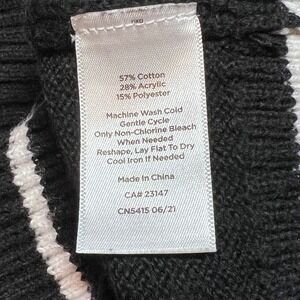 57% Cotton
28% Acrylic
15% Polyester
Machine Wash Cold
Gentle Cycle
Only Non-Chlorine Bleach
When Needed
Reshape, Lay Flat To Dry
Cool Iron If Needed
Made in China
CA# 23147
CN5415 06/21